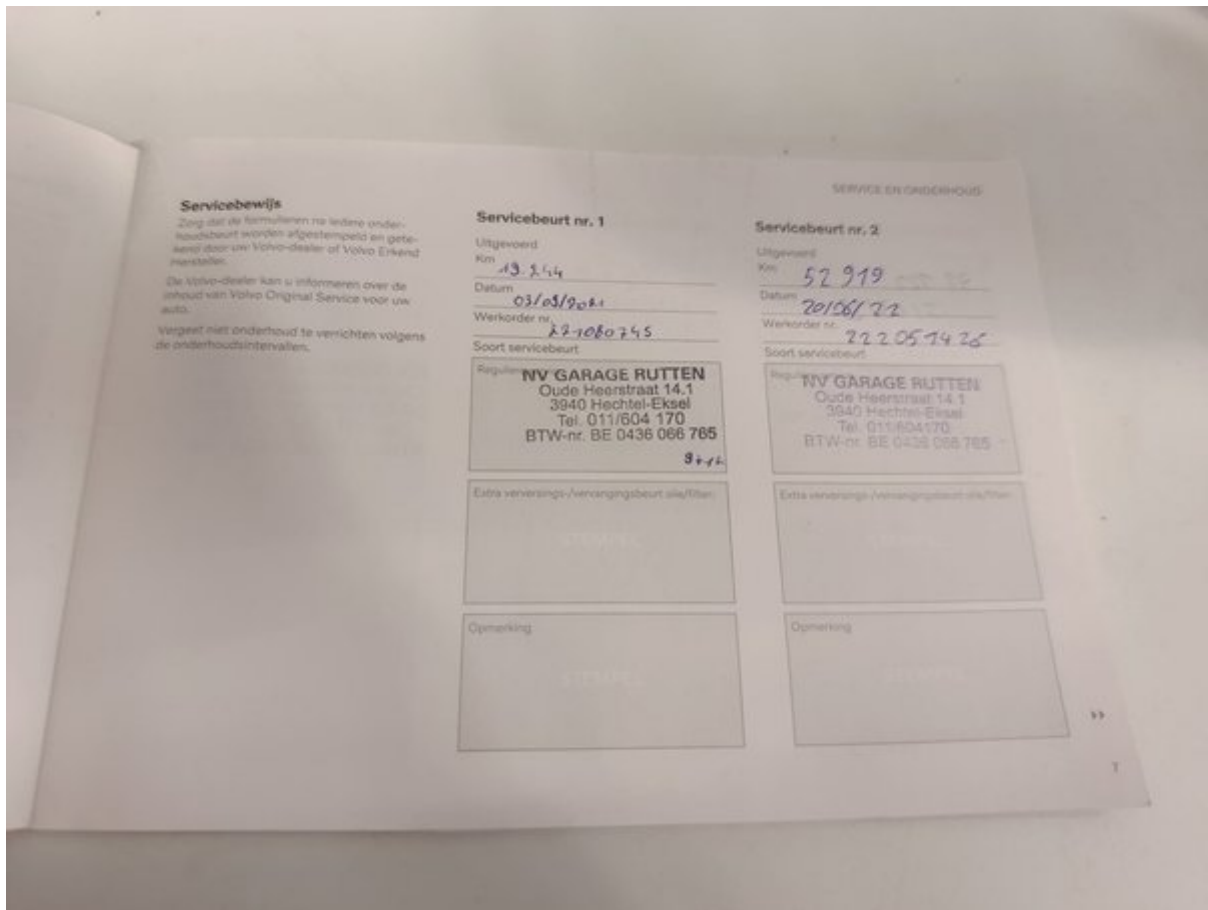 SERVICE EN ONDERHOUD
Servicebewijs
Zorg dat de formulieren na iedere onder-
houdsbeurt worden afgestempeld en gete-
kend door uw Volvo-dealer of Volvo Erkend
Hersteller.
De Volvo-dealer kan u informeren over de
inhoud van Volvo Original Service voor uw
auto.
Vergeet niet onderhoud te verrichten volgens
de onderhoudsintervallen.
Servicebeurt nr. 1
Uitgevoerd
Km 19.244
Datum 03/09/2021
Werkorder nr. 221080745
Soort servicebeurt
NV GARAGE RUTTEN
Oude Heerstraat 14.1
3940 Hechtel-Eksel
Tel. 011/604 170
BTW-nr. BE 0436 066 765
Extra verversings-/vervangingsbeurt olie/filter:
STEMPEL
Opmerking
STEMPEL
Servicebeurt nr. 2
Uitgevoerd
Km 52 919
Datum 20/06/22
Werkorder nr. 222051426
Soort servicebeurt
NV GARAGE RUTTEN
Oude Heerstraat 14.1
3940 Hechtel-Eksel
Tel. 011/604170
BTW-nr. BE 0436 066 765
Extra verversings-/vervangingsbeurt olie/filter:
STEMPEL
Opmerking
STEMPEL
7